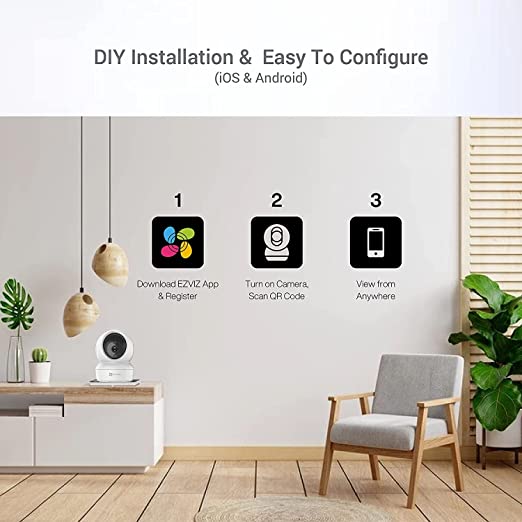 DIY Installation & Easy To Configure
(iOS & Android)
1
2
3
Download EZVIZ App
& Register
Turn on Camera,
Scan QR Code
View from
Anywhere